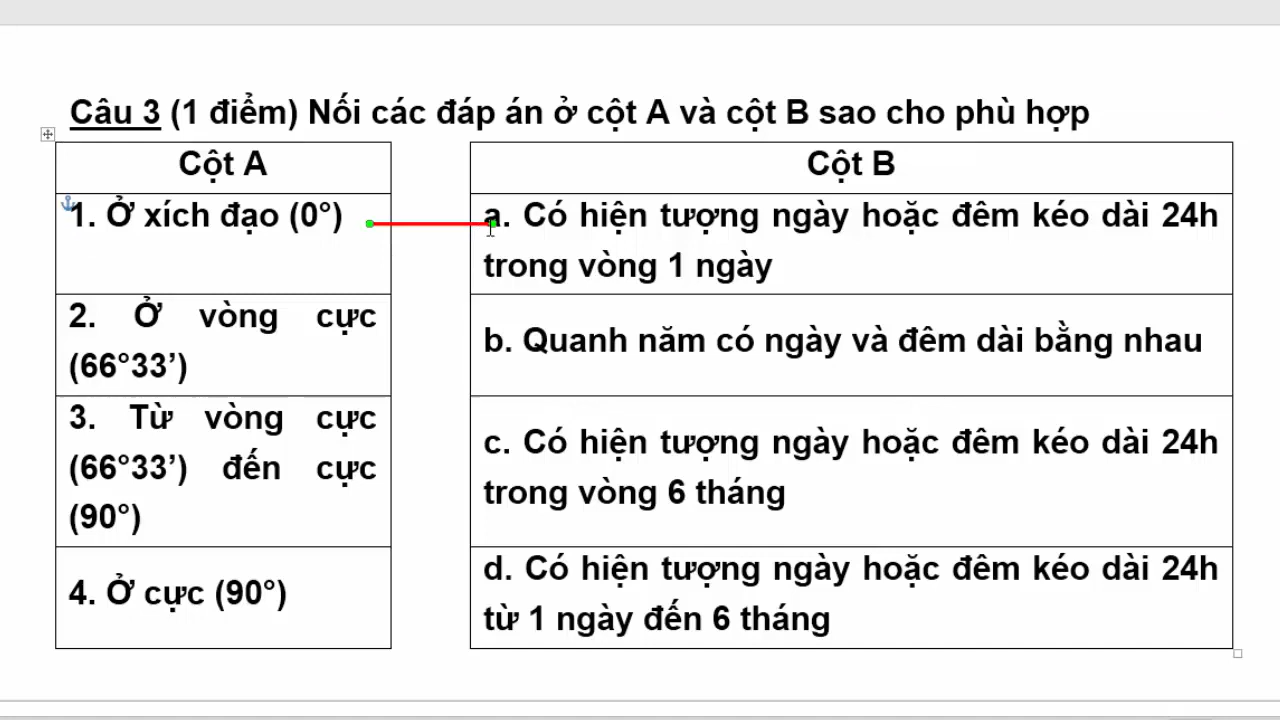 Câu 3 (1 điểm) Nối các đáp án ở cột A và cột B sao cho phù hợp
Cột A
1. Ở xích đạo (0°)
2. Ở vòng cực
(66°33’)
3. Từ vòng cực
(66°33’) đến cực
(90°)
4. Ở cực (90°)
Cột B
a. Có hiện tượng ngày hoặc đêm kéo dài 24h
trong vòng 1 ngày
b. Quanh năm có ngày và đêm dài bằng nhau
c. Có hiện tượng ngày hoặc đêm kéo dài 24h
trong vòng 6 tháng
d. Có hiện tượng ngày hoặc đêm kéo dài 24h
từ 1 ngày đến 6 tháng